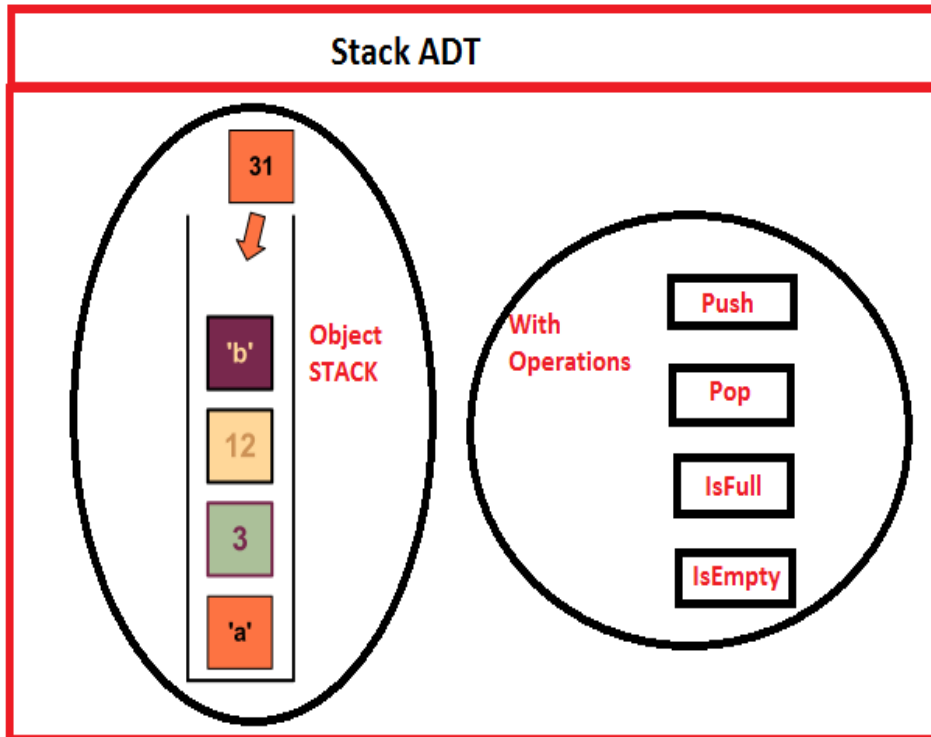 Stack ADT
31
'b'
12
3
'a'
Object
STACK
With
Operations
Push
Pop
IsFull
IsEmpty